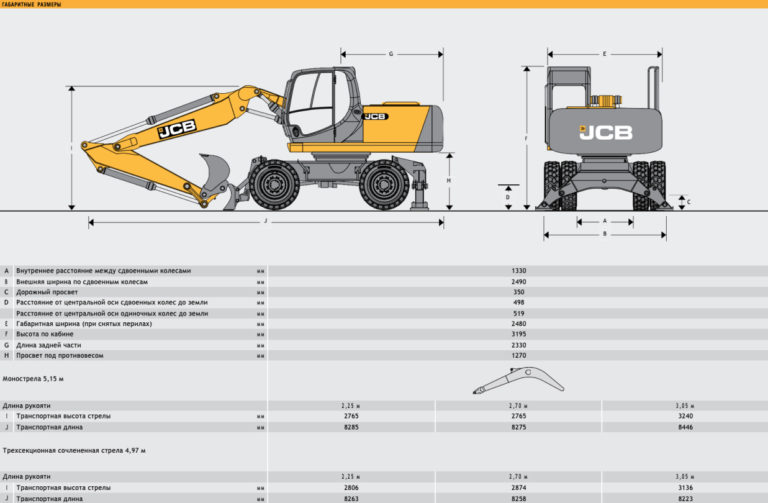 ГАБАРИТНЫЕ РАЗМЕРЫ
G
E
JCB
JCB
I
F
H
D
C
J
A
B
A Внутреннее расстояние между сдвоенными колесами мм 1330
B Внешняя ширина по сдвоенным колесам мм 2490
C Дорожный просвет мм 350
D Расстояние от центральной оси сдвоенных колес до земли мм 498
Расстояние от центральной оси одиночных колес до земли мм 519
E Габаритная ширина (при снятых перилах) мм 2480
F Высота по кабине мм 3195
G Длина задней части мм 2330
H Просвет под противовесом мм 1270
Монострела 5,15 м
Длина рукояти 2,25 м 2,70 м 3,05 м
I Транспортная высота стрелы мм 2765 2765 3240
J Транспортная длина мм 8285 8275 8446
Трехсекционная сочлененная стрела 4,97 м
Длина рукояти 2,25 м 2,70 м 3,05 м
I Транспортная высота стрелы мм 2806 2874 3136
J Транспортная длина мм 8263 8258 8223